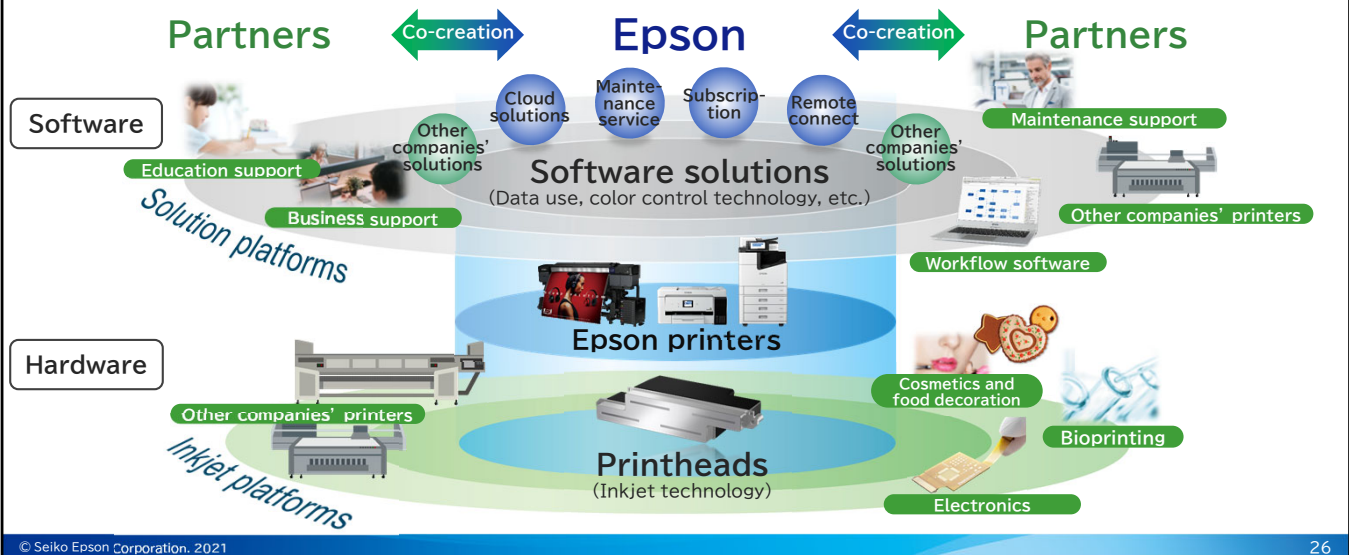 Partners
Co-creation
Epson
Co-creation
Partners
Software
Cloud
solutions
Mainte-
nance
service
Subscrip-
tion
Remote
connect
Other
companies’
solutions
Other
companies’
solutions
Maintenance support
Education support
Software solutions
(Data use, color control technology, etc.)
Business support
Other companies’ printers
Solution platforms
Workflow software
Epson printers
Hardware
Other companies’ printers
Cosmetics and
food decoration
Bioprinting
Printheads
(Inkjet technology)
Inkjet platforms
Electronics
© Seiko Epson Corporation. 2021
26